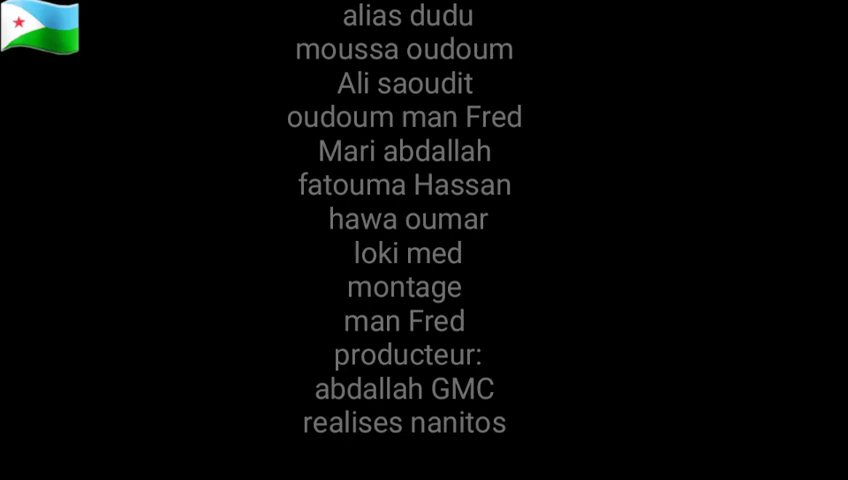 alias dudu
moussa oudoum
Ali saoudit
oudoum man Fred
Mari abdallah
fatouma Hassan
hawa oumar
loki med
montage
man Fred
producteur:
abdallah GMC
realises nanitos